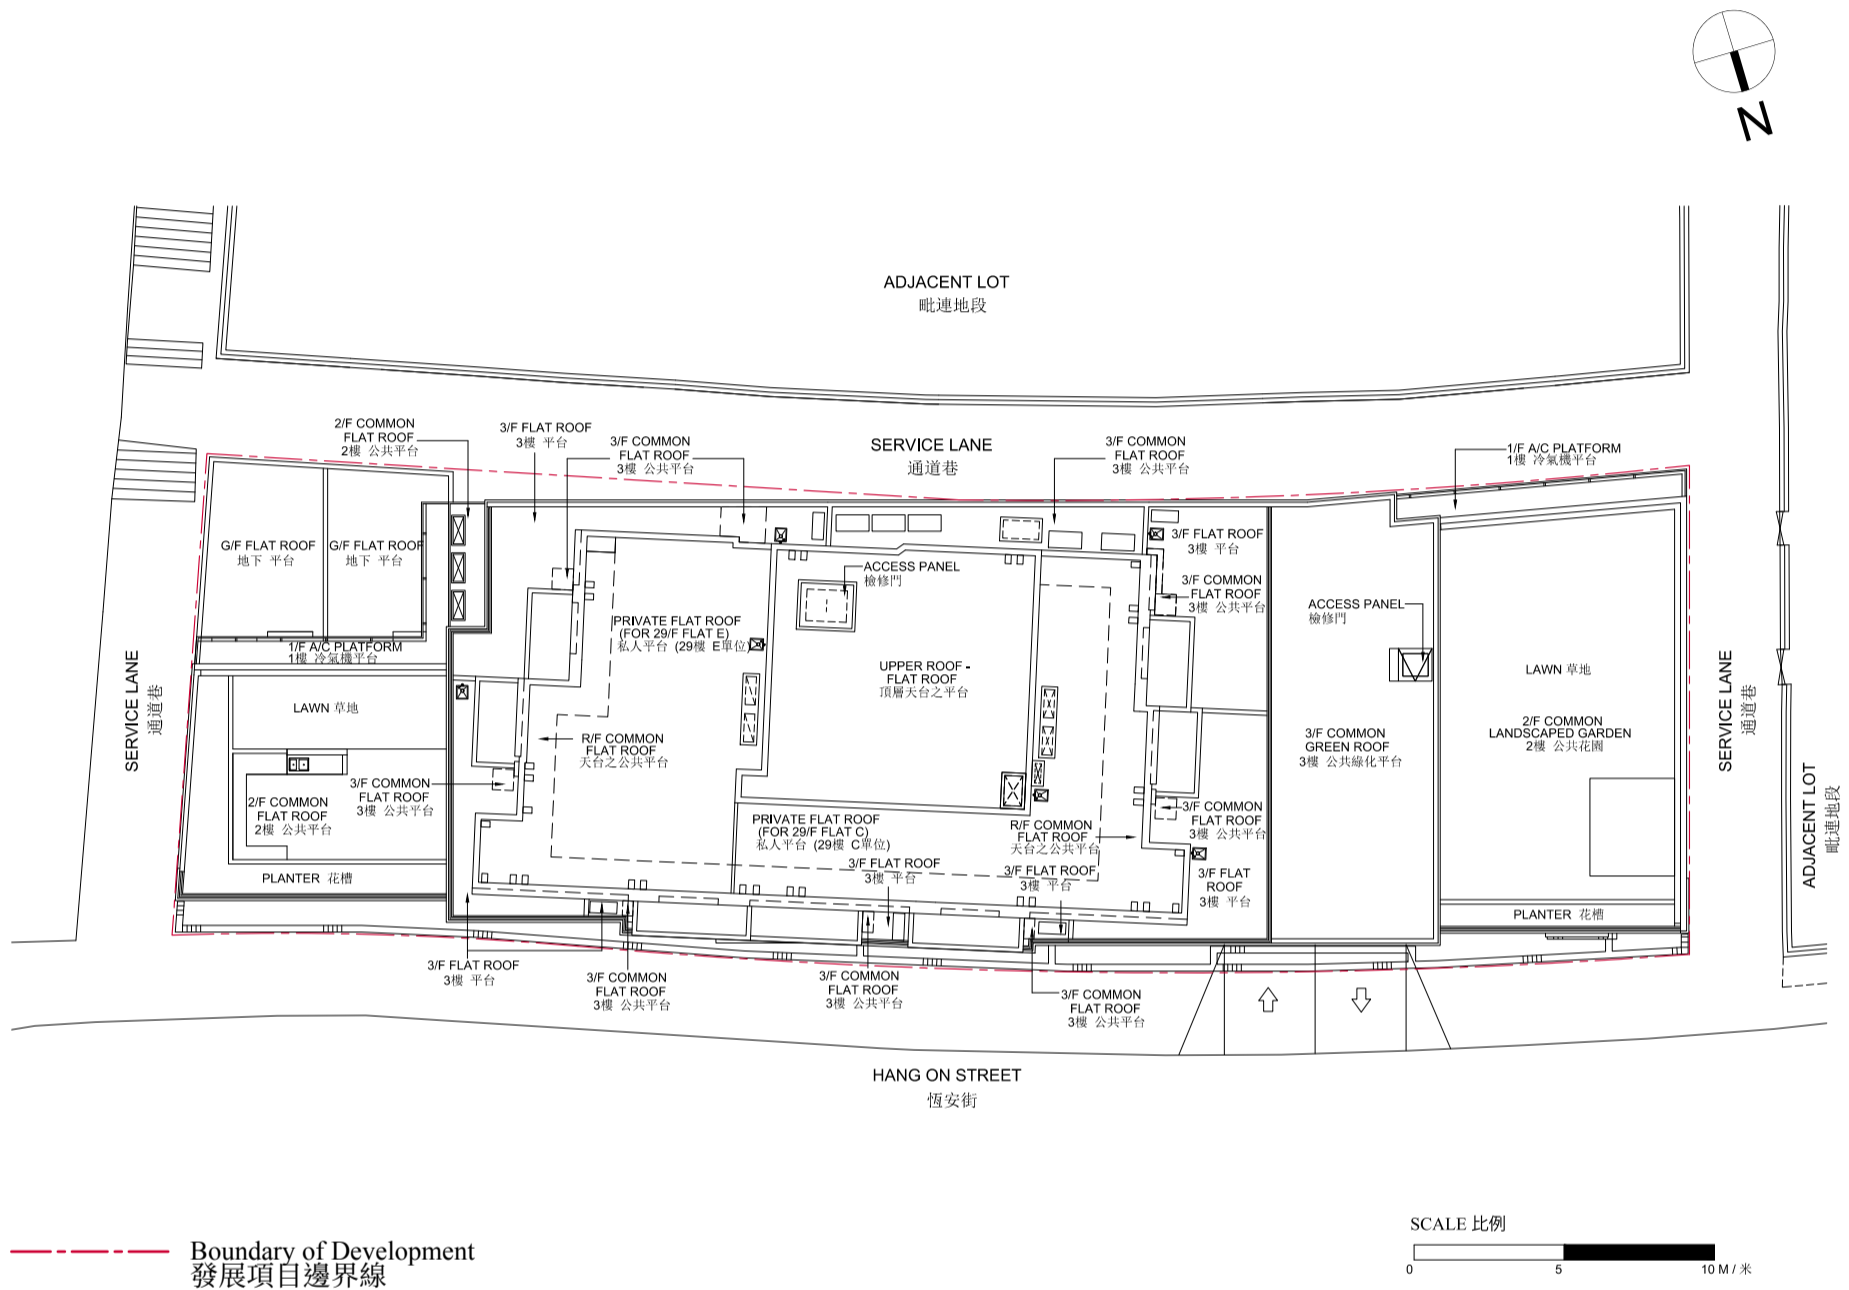 N
ADJACENT LOT
毗連地段
2/F COMMON
FLAT ROOF
2樓 公共平台
3/F FLAT ROOF
3樓 平台
3/F COMMON
FLAT ROOF
3樓 公共平台
SERVICE LANE
通道巷
3/F COMMON
FLAT ROOF
3樓 公共平台
1/F A/C PLATFORM
1樓 冷氣機平台
G/F FLAT ROOF
地下 平台
G/F FLAT ROOF
地下 平台
3/F FLAT ROOF
3樓 平台
ACCESS PANEL
檢修門
3/F COMMON
FLAT ROOF
3樓 公共平台
ACCESS PANEL
檢修門
PRIVATE FLAT ROOF
(FOR 29/F FLAT E)
私人平台 (29樓 E單位)
1/F A/C PLATFORM
1樓 冷氣機平台
UPPER ROOF -
FLAT ROOF
頂層天台之平台
LAWN 草地
SERVICE LANE
通道巷
LAWN 草地
R/F COMMON
FLAT ROOF
天台之公共平台
3/F COMMON
GREEN ROOF
3樓 公共綠化平台
2/F COMMON
LANDSCAPED GARDEN
2樓 公共花園
SERVICE LANE
通道巷
3/F COMMON
FLAT ROOF
3樓 公共平台
2/F COMMON
FLAT ROOF
2樓 公共平台
PRIVATE FLAT ROOF
(FOR 29/F FLAT C)
私人平台 (29樓 C單位)
R/F COMMON
FLAT ROOF
天台之公共平台
3/F COMMON
FLAT ROOF
3樓 公共平台
ADJACENT LOT
毗連地段
PLANTER 花槽
3/F FLAT ROOF
3樓 平台
3/F FLAT ROOF
3樓 平台
3/F FLAT
ROOF
3樓 平台
PLANTER 花槽
3/F FLAT ROOF
3樓 平台
3/F COMMON
FLAT ROOF
3樓 公共平台
3/F COMMON
FLAT ROOF
3樓 公共平台
3/F COMMON
FLAT ROOF
3樓 公共平台
HANG ON STREET
恆安街
Boundary of Development
發展項目邊界線
SCALE 比例
0 5 10 M / 米